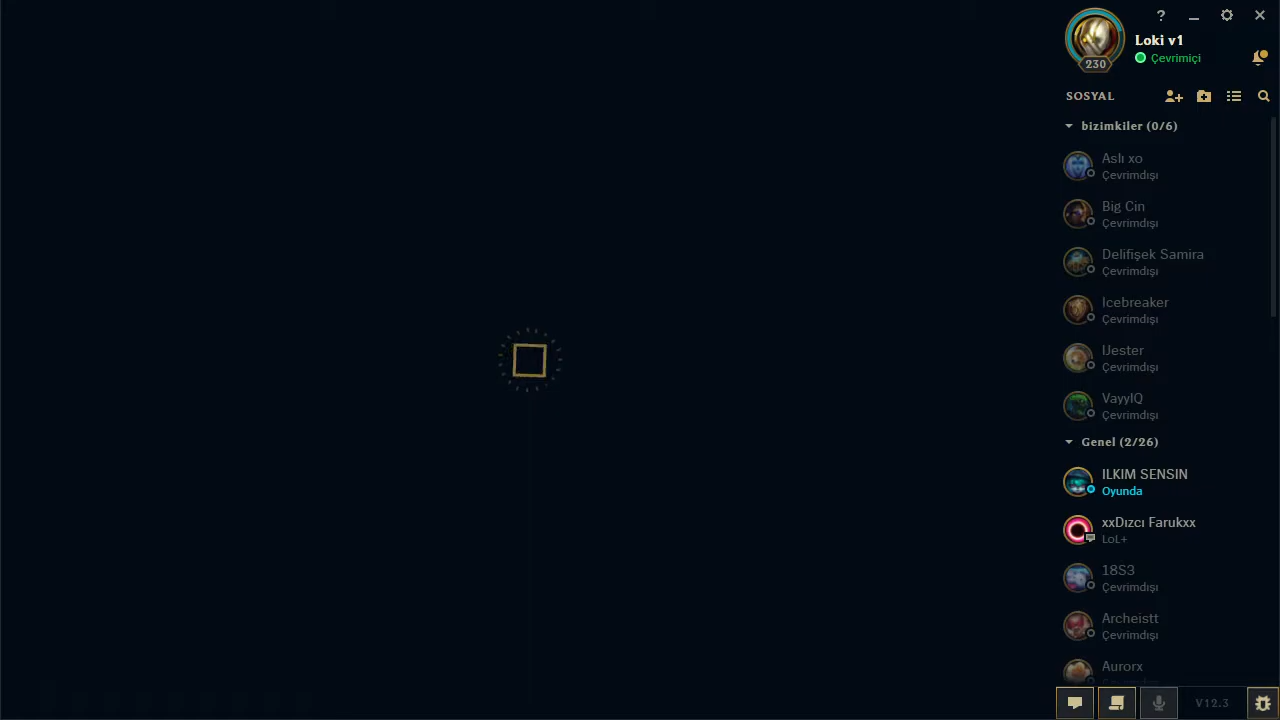 ?
Loki v1
230
Çevrimiçi
SOSYAL
bizimkiler (0/6)
Aslı xo
Çevrimdışı
Big Cin
Çevrimdışı
Delifişek Samira
Çevrimdışı
Icebreaker
Çevrimdışı
IJester
Çevrimdışı
VayyIQ
Çevrimdışı
Genel (2/26)
ILKIM SENSIN
Oyunda
xxDızcı Farukxx
LoL+
18S3
Çevrimdışı
Archeistt
Çevrimdışı
Aurorx
V12.3